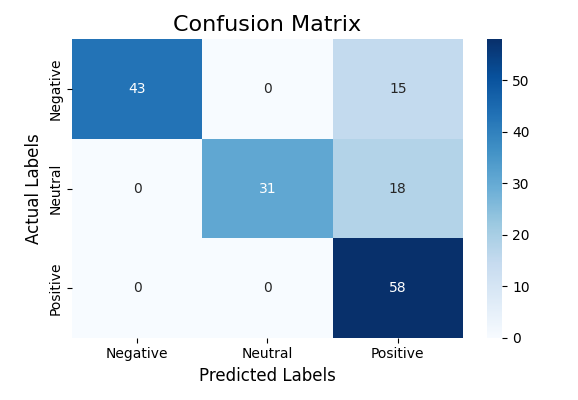 Confusion Matrix
Actual Labels
Negative
43
0
15
Neutral
0
31
18
Positive
0
0
58
Negative
Neutral
Positive
Predicted Labels
50
40
30
20
10
0